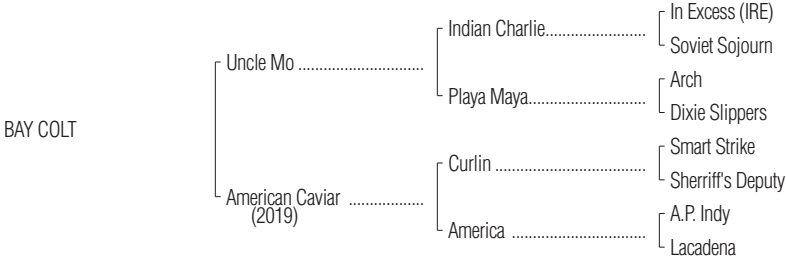 In Excess (IRE)
Indian Charlie.......................
Soviet Sojourn
Uncle Mo ............................
Arch
Playa Maya...........................
Dixie Slippers
BAY COLT
Smart Strike
Curlin ..................................
Sherriff's Deputy
American Caviar ..................
(2019)
A.P. Indy
America ..............................
Lacadena